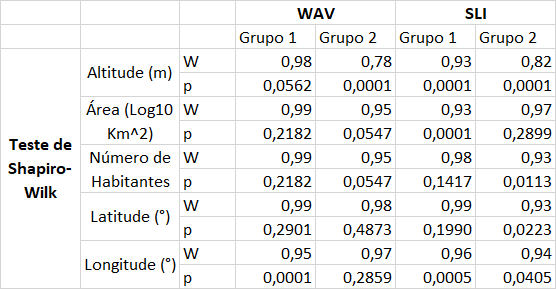 WAV SLI
Grupo 1 Grupo 2 Grupo 1 Grupo 2
Teste de Shapiro-Wilk
Altitude (m) W 0,98 0,78 0,93 0,82
p 0,0562 0,0001 0,0001 0,0001
Área (Log10 Km^2) W 0,99 0,95 0,93 0,97
p 0,2182 0,0547 0,0001 0,2899
Número de Habitantes W 0,99 0,95 0,98 0,93
p 0,2182 0,0547 0,1417 0,0113
Latitude (°) W 0,99 0,98 0,99 0,93
p 0,2901 0,4873 0,1990 0,0223
Longitude (°) W 0,95 0,97 0,96 0,94
p 0,0001 0,2859 0,0005 0,0405